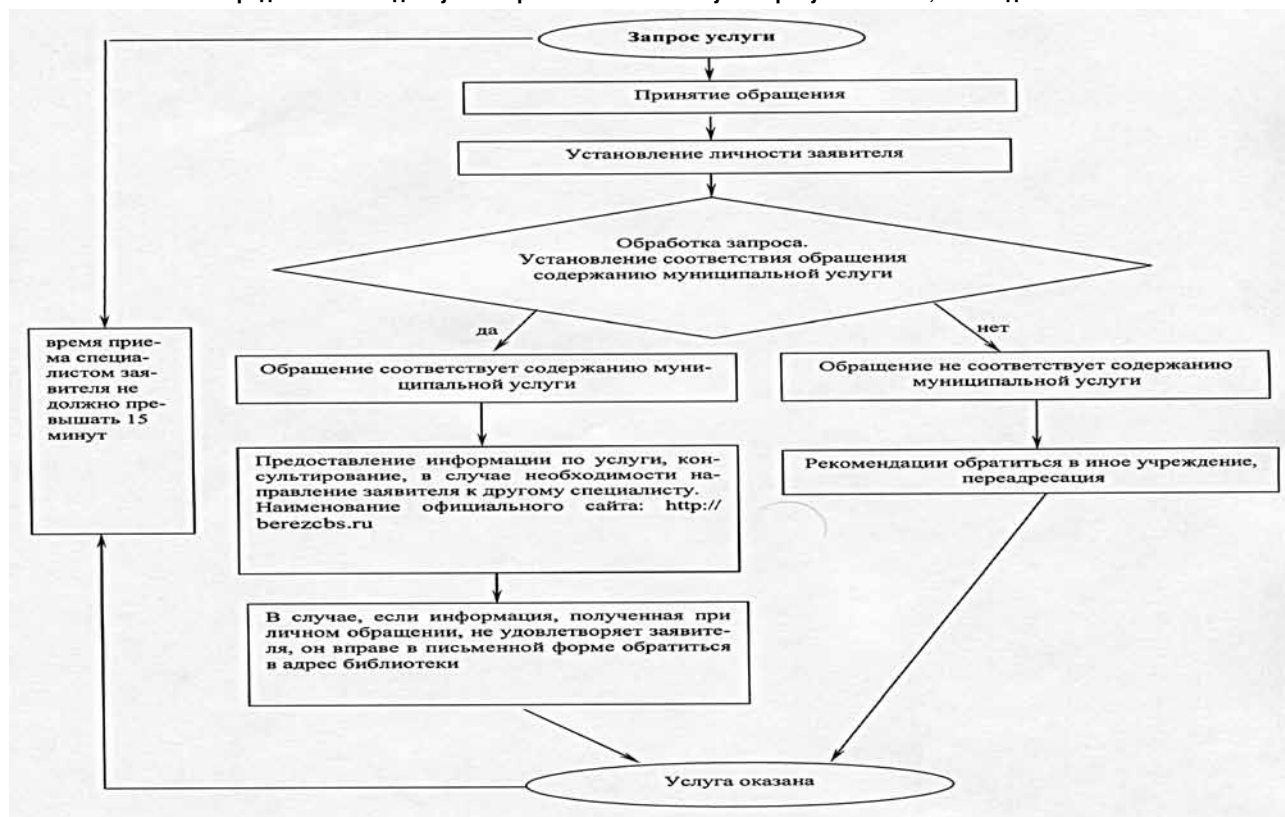 Запрос услуги
Принятие обращения
Установление личности заявителя
Обработка запроса.
Установление соответствия обращения
содержанию муниципальной услуги
да
нет
время прие-
ма специа-
листом зая-
вителя не
должно пре-
вышать 15
минут
Обращение соответствует содержанию муни-
ципальной услуги
Обращение не соответствует содержанию
муниципальной услуги
Предоставление информации по услуги, кон-
сультирование, в случае необходимости на-
правление заявителя к другому специалисту.
Наименование официального сайта: http://
berezcbs.ru
Рекомендации обратиться в иное учреждение,
переадресация
В случае, если информация, полученная при
личном обращении, не удовлетворяет заявите-
ля, он вправе в письменной форме обратиться
в адрес библиотеки
Услуга оказана